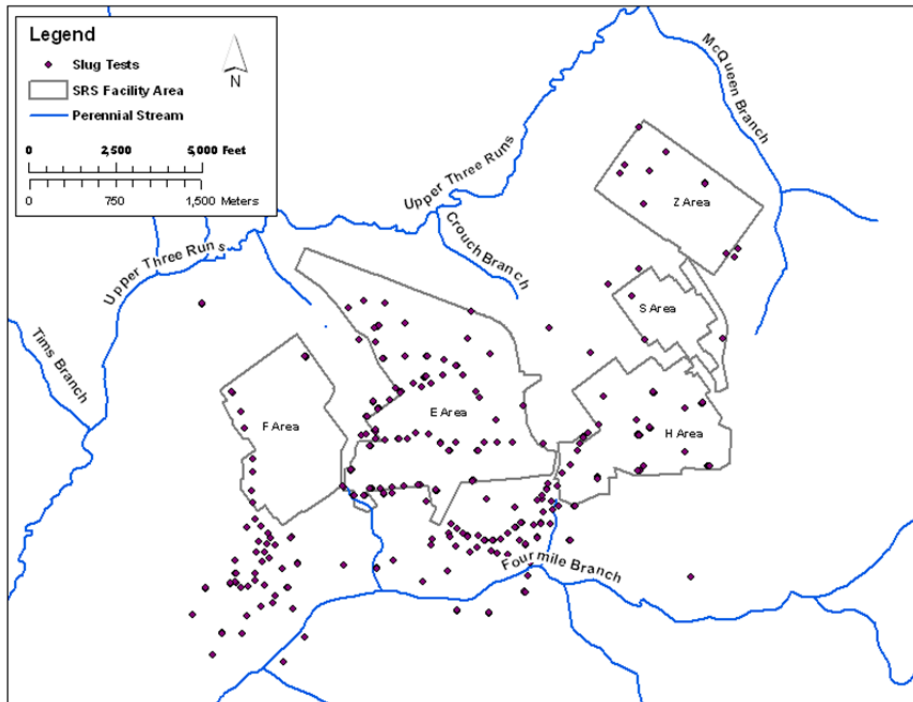 Legend
Slug Tests
SRS Facility Area
Perennial Stream
N
0 2,500 5,000 Feet
0 750 1,500 Meters
McQueen Branch
Upper Three Runs
Crouch Branch
Z Area
Upper Three Runs
S Area
Tims Branch
F Area
E Area
H Area
Fourmile Branch